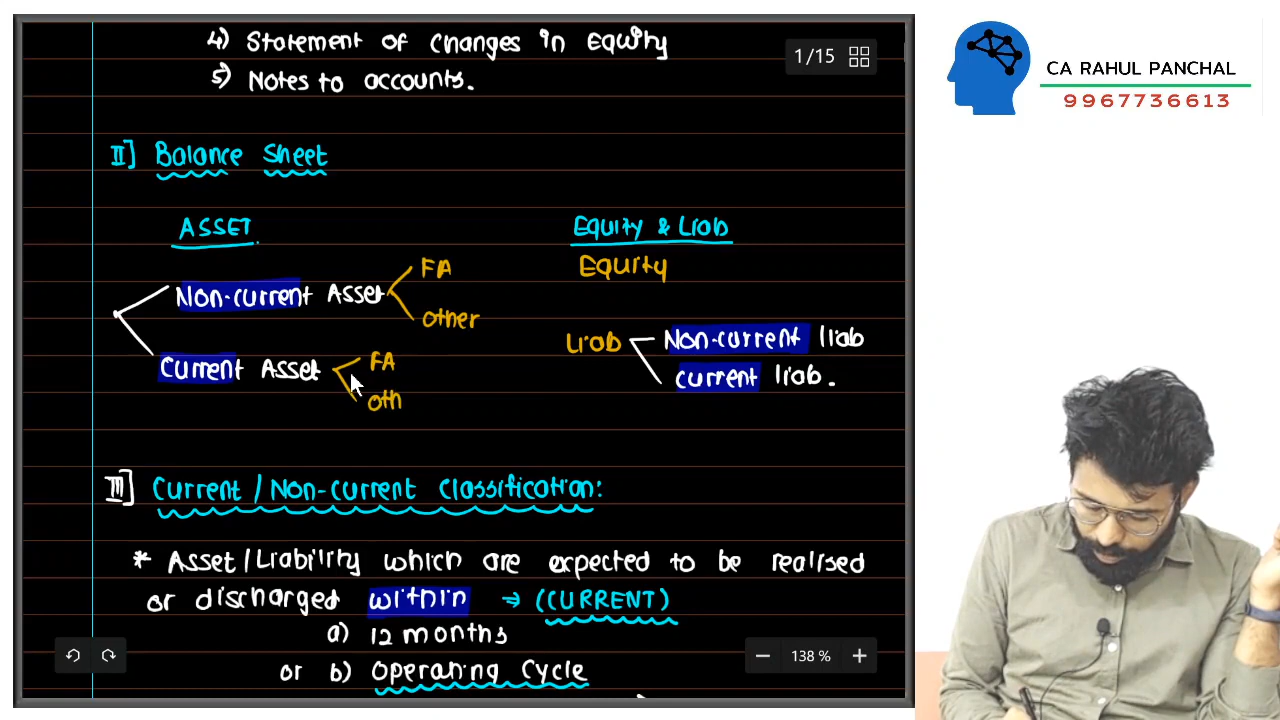 4) Statement of changes in Equity
5) Notes to accounts.
1/15
CA RAHUL PANCHAL
9967736613
II] Balance Sheet
ASSET.
Equity & Liab
Non-current Asset
FA
other
Equity
Current Asset
FA
oth
Liab
Non-current liab
current liab.
III] Current / Non-current Classification:
* Asset/Liability which are expected to be realised
or discharged within → (CURRENT)
a) 12 months
or b) Operating Cycle
138 %